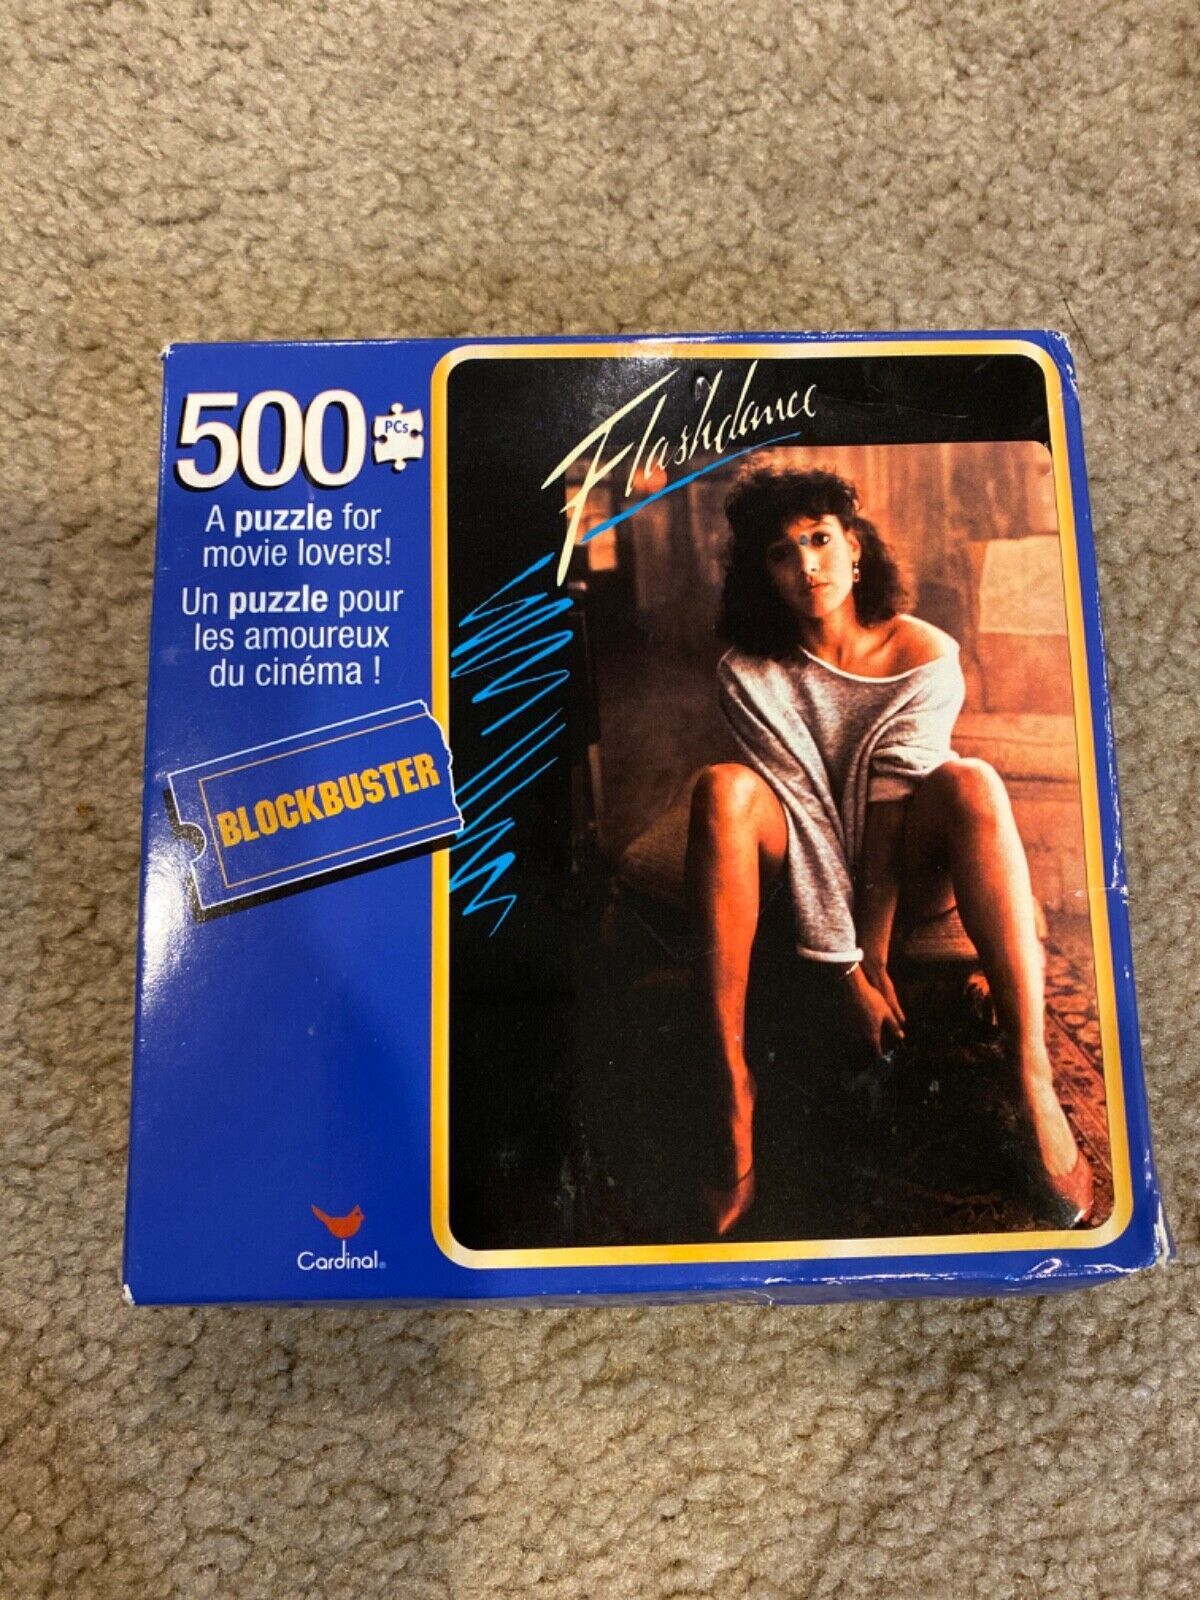 500 PCs
A puzzle for
movie lovers!
Un puzzle pour
les amoureux
du cinéma !
BLOCKBUSTER
Cardinal®
Flashdance